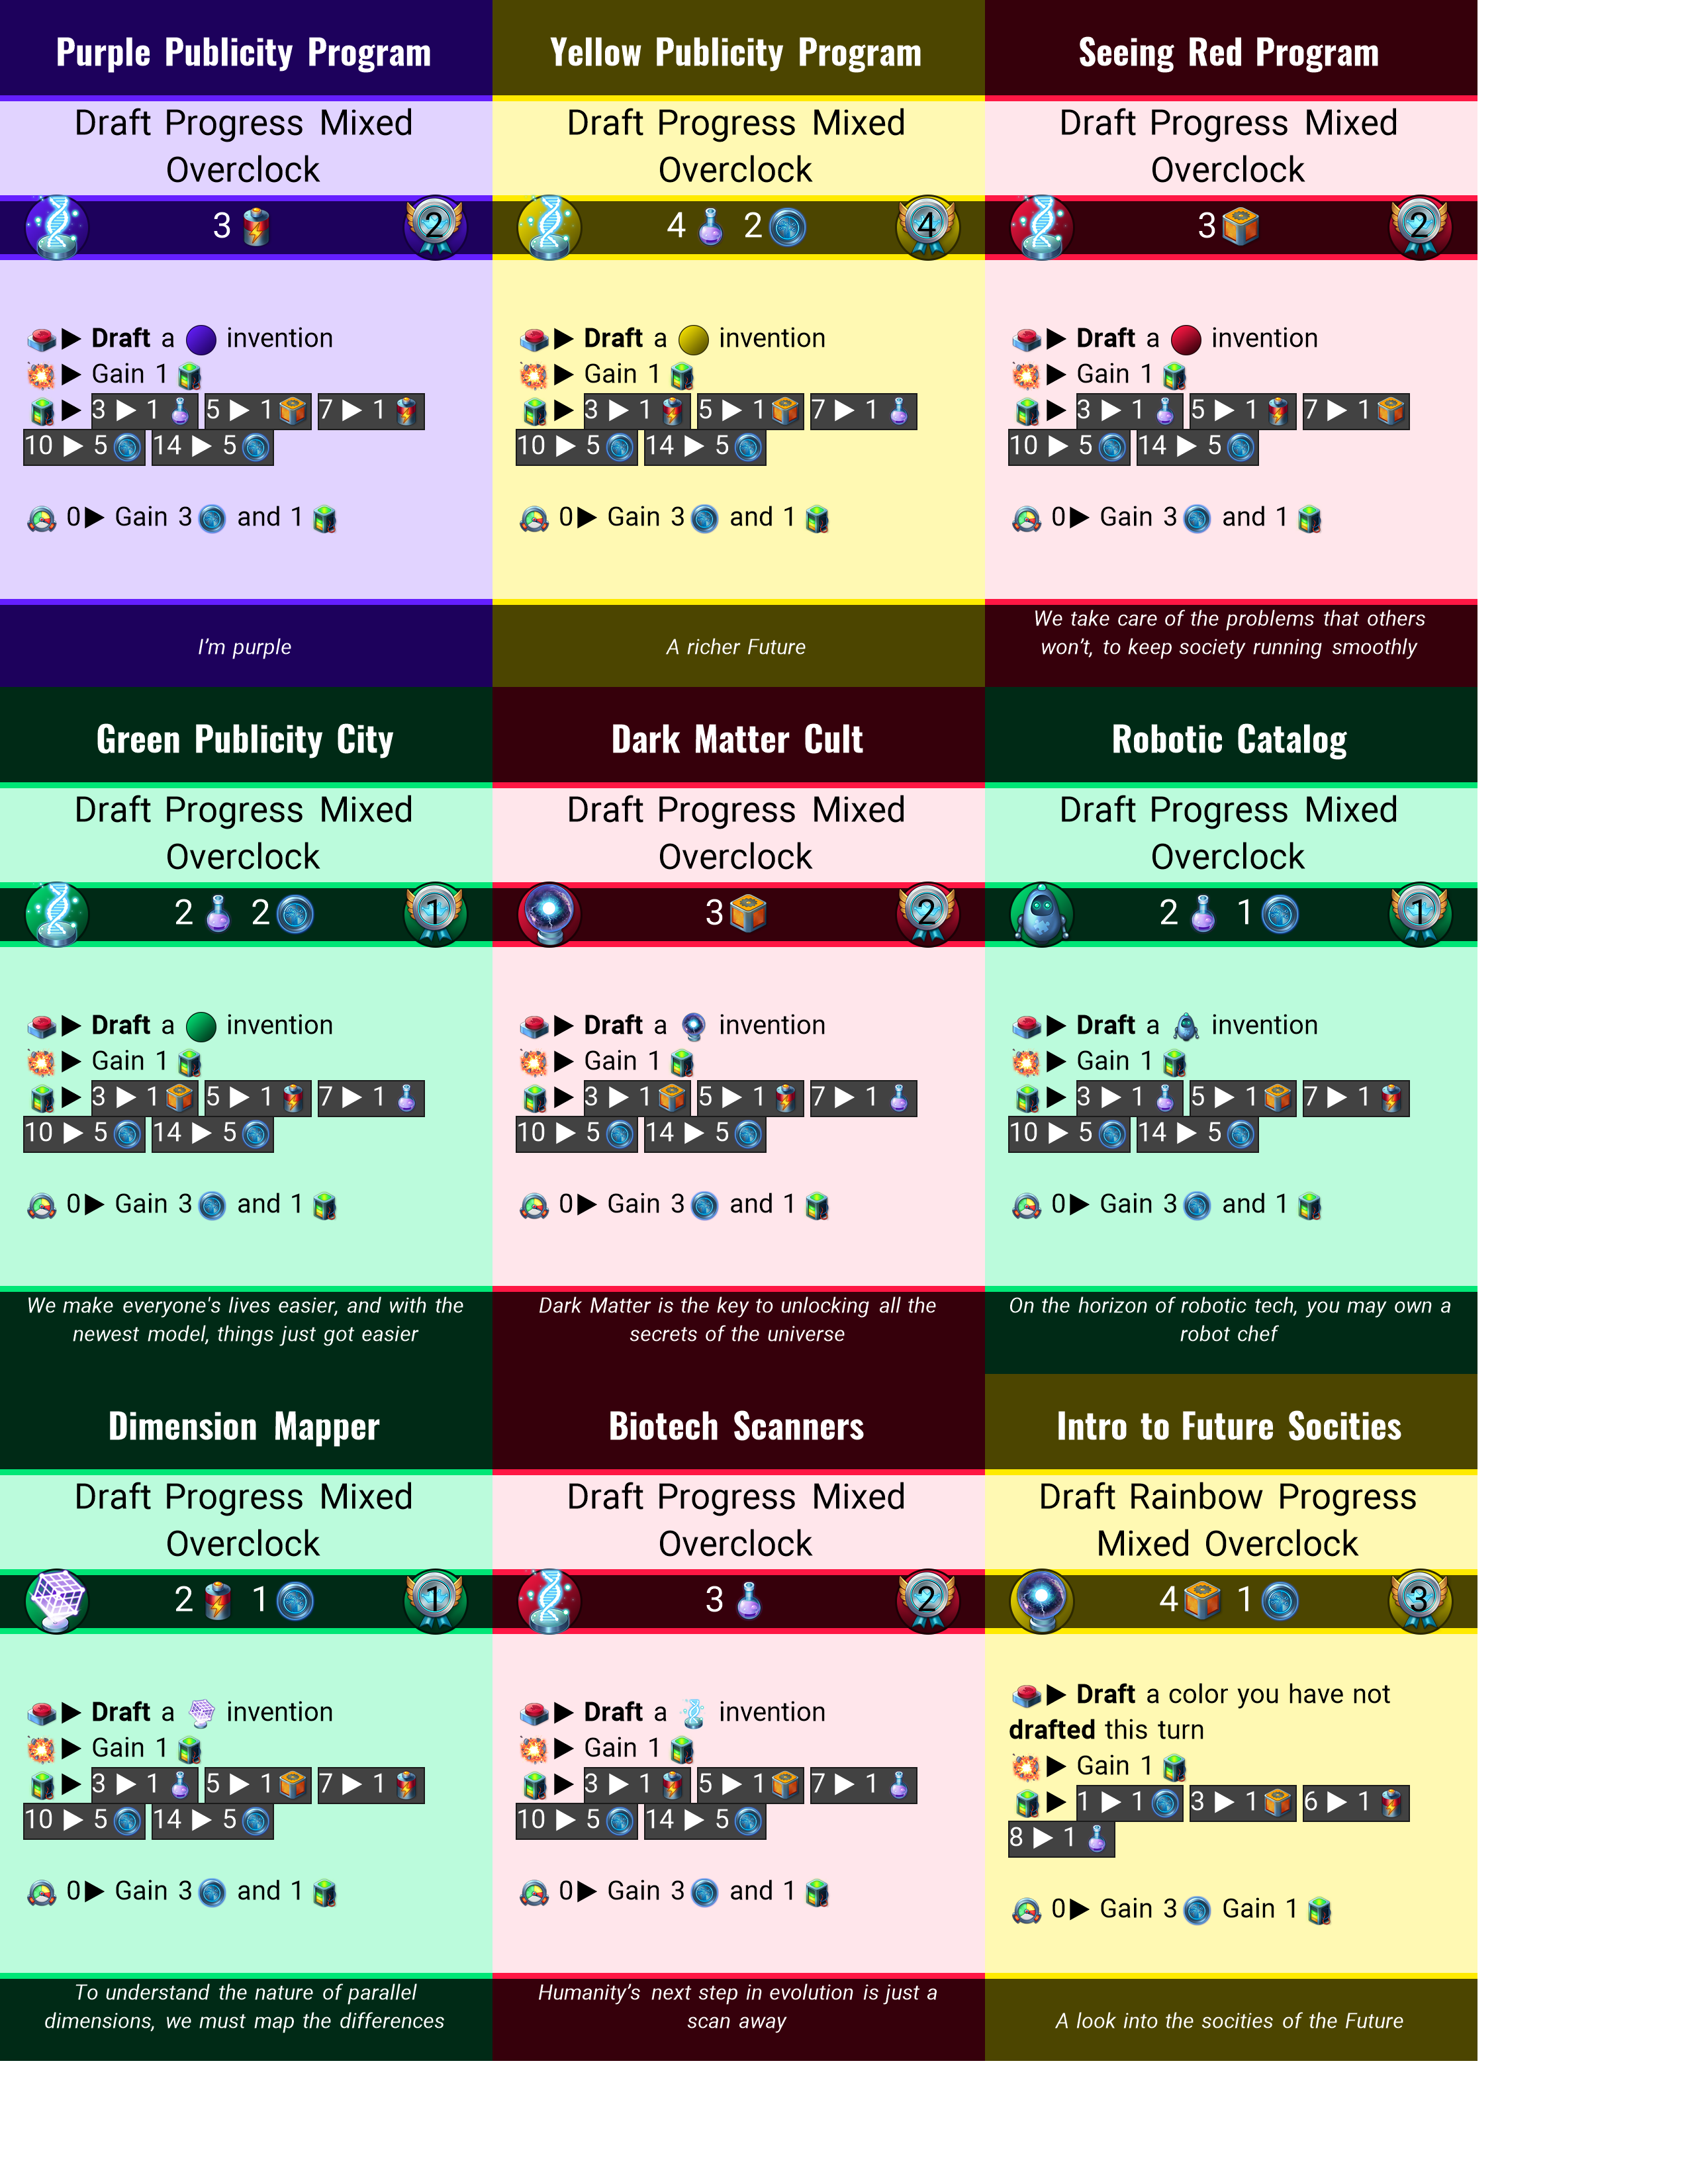 Purple Publicity Program
Draft Progress Mixed
Overclock
3
2
▶ Draft a invention
▶ Gain 1
▶ 3 ▶ 1 5 ▶ 1 7 ▶ 1
10 ▶ 5 14 ▶ 5
0▶ Gain 3 and 1
I'm purple
Yellow Publicity Program
Draft Progress Mixed
Overclock
4 2
4
▶ Draft a invention
▶ Gain 1
▶ 3 ▶ 1 5 ▶ 1 7 ▶ 1
10 ▶ 5 14 ▶ 5
0▶ Gain 3 and 1
A richer Future
Seeing Red Program
Draft Progress Mixed
Overclock
3
2
▶ Draft a invention
▶ Gain 1
▶ 3 ▶ 1 5 ▶ 1 7 ▶ 1
10 ▶ 5 14 ▶ 5
0▶ Gain 3 and 1
We take care of the problems that others
won't, to keep society running smoothly
Green Publicity City
Draft Progress Mixed
Overclock
2 2
1
▶ Draft a invention
▶ Gain 1
▶ 3 ▶ 1 5 ▶ 1 7 ▶ 1
10 ▶ 5 14 ▶ 5
0▶ Gain 3 and 1
We make everyone's lives easier, and with the
newest model, things just got easier
Dark Matter Cult
Draft Progress Mixed
Overclock
3
2
▶ Draft a invention
▶ Gain 1
▶ 3 ▶ 1 5 ▶ 1 7 ▶ 1
10 ▶ 5 14 ▶ 5
0▶ Gain 3 and 1
Dark Matter is the key to unlocking all the
secrets of the universe
Robotic Catalog
Draft Progress Mixed
Overclock
2 1
1
▶ Draft a invention
▶ Gain 1
▶ 3 ▶ 1 5 ▶ 1 7 ▶ 1
10 ▶ 5 14 ▶ 5
0▶ Gain 3 and 1
On the horizon of robotic tech, you may own a
robot chef
Dimension Mapper
Draft Progress Mixed
Overclock
2 1
1
▶ Draft a invention
▶ Gain 1
▶ 3 ▶ 1 5 ▶ 1 7 ▶ 1
10 ▶ 5 14 ▶ 5
0▶ Gain 3 and 1
To understand the nature of parallel
dimensions, we must map the differences
Biotech Scanners
Draft Progress Mixed
Overclock
3
2
▶ Draft a invention
▶ Gain 1
▶ 3 ▶ 1 5 ▶ 1 7 ▶ 1
10 ▶ 5 14 ▶ 5
0▶ Gain 3 and 1
Humanity's next step in evolution is just a
scan away
Intro to Future Socities
Draft Rainbow Progress
Mixed Overclock
4 1
3
▶ Draft a color you have not
drafted this turn
▶ Gain 1
▶ 1 ▶ 1 3 ▶ 1 6 ▶ 1
8 ▶ 1
0▶ Gain 3 Gain 1
A look into the socities of the Future